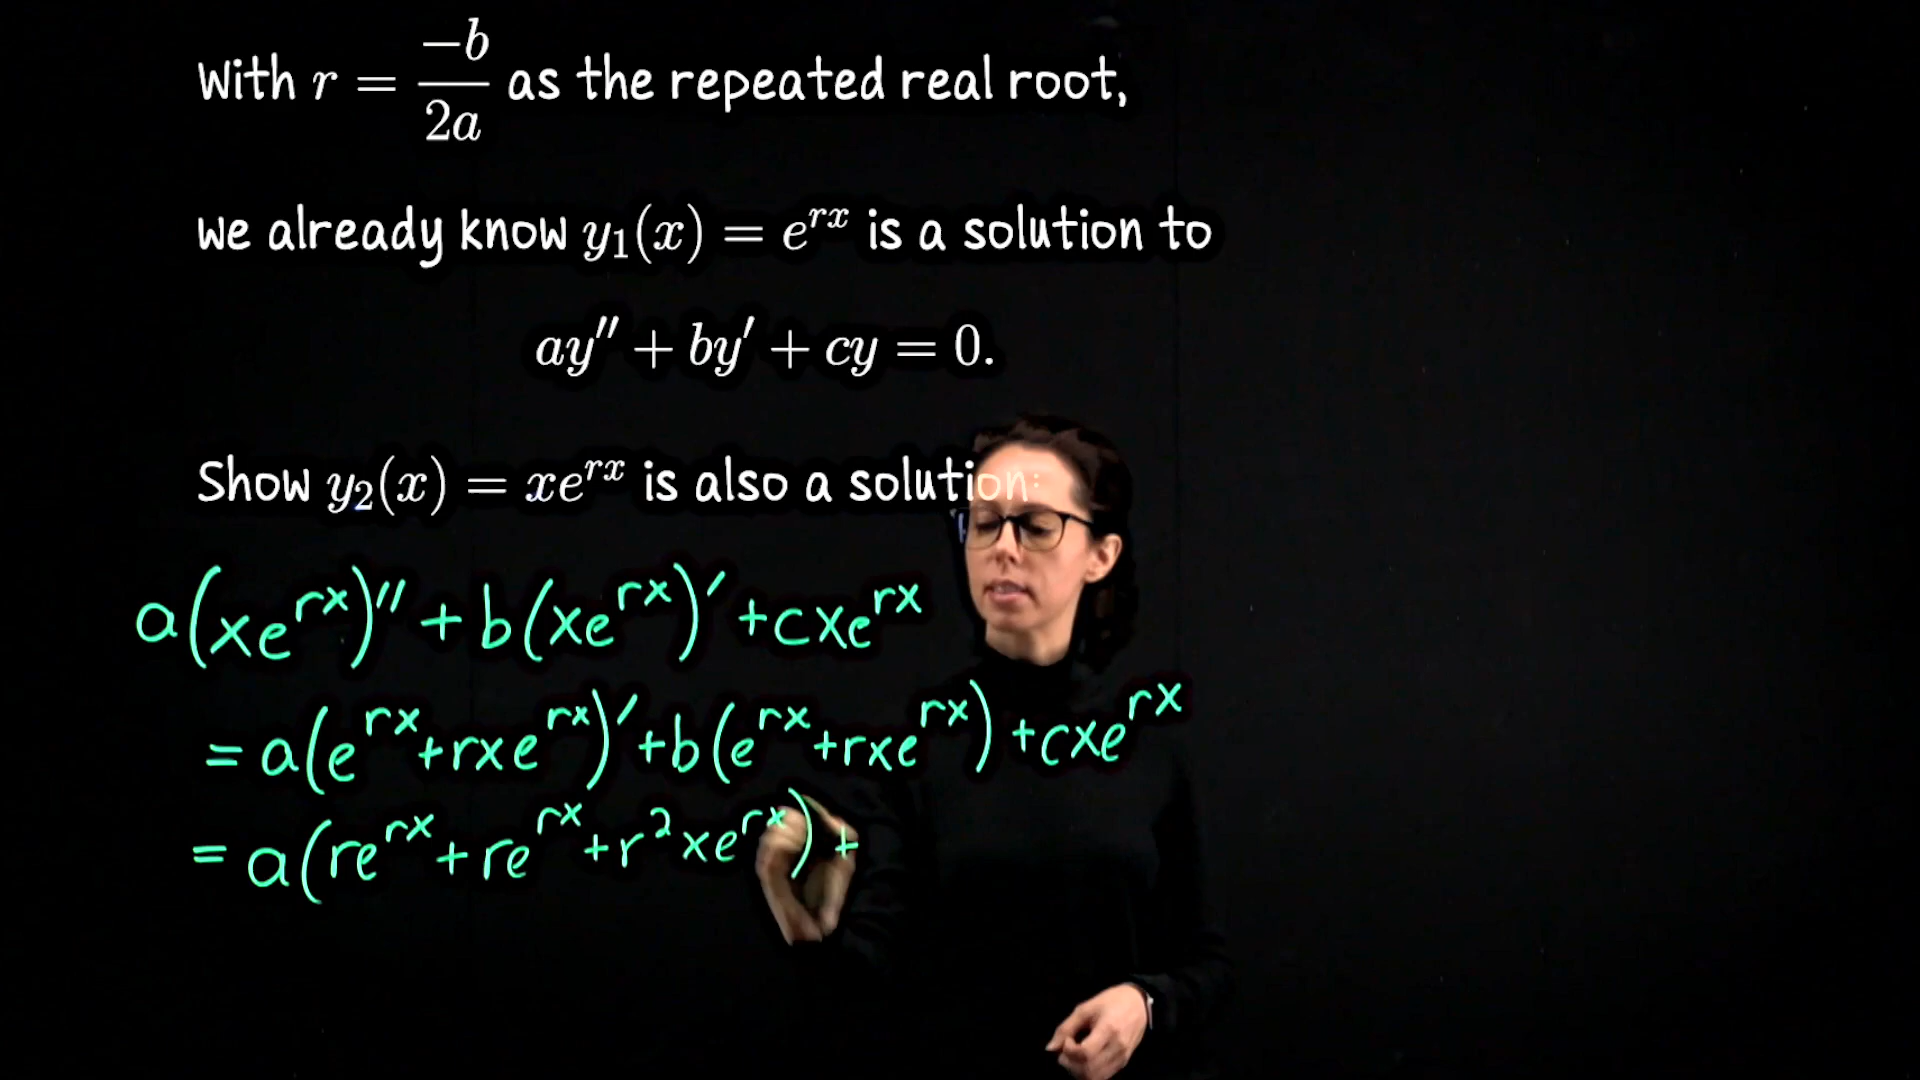 With r = −b/2a as the repeated real root,
we already know y₁(x) = e^{rx} is a solution to
ay″ + by′ + cy = 0.
Show y₂(x) = xe^{rx} is also a solution:
a(xe^{rx})″ + b(xe^{rx})′ + cxe^{rx}
= a(e^{rx} + rxe^{rx})′ + b(e^{rx} + rxe^{rx}) + cxe^{rx}
= a(re^{rx} + re^{rx} + r²xe^{rx}) +